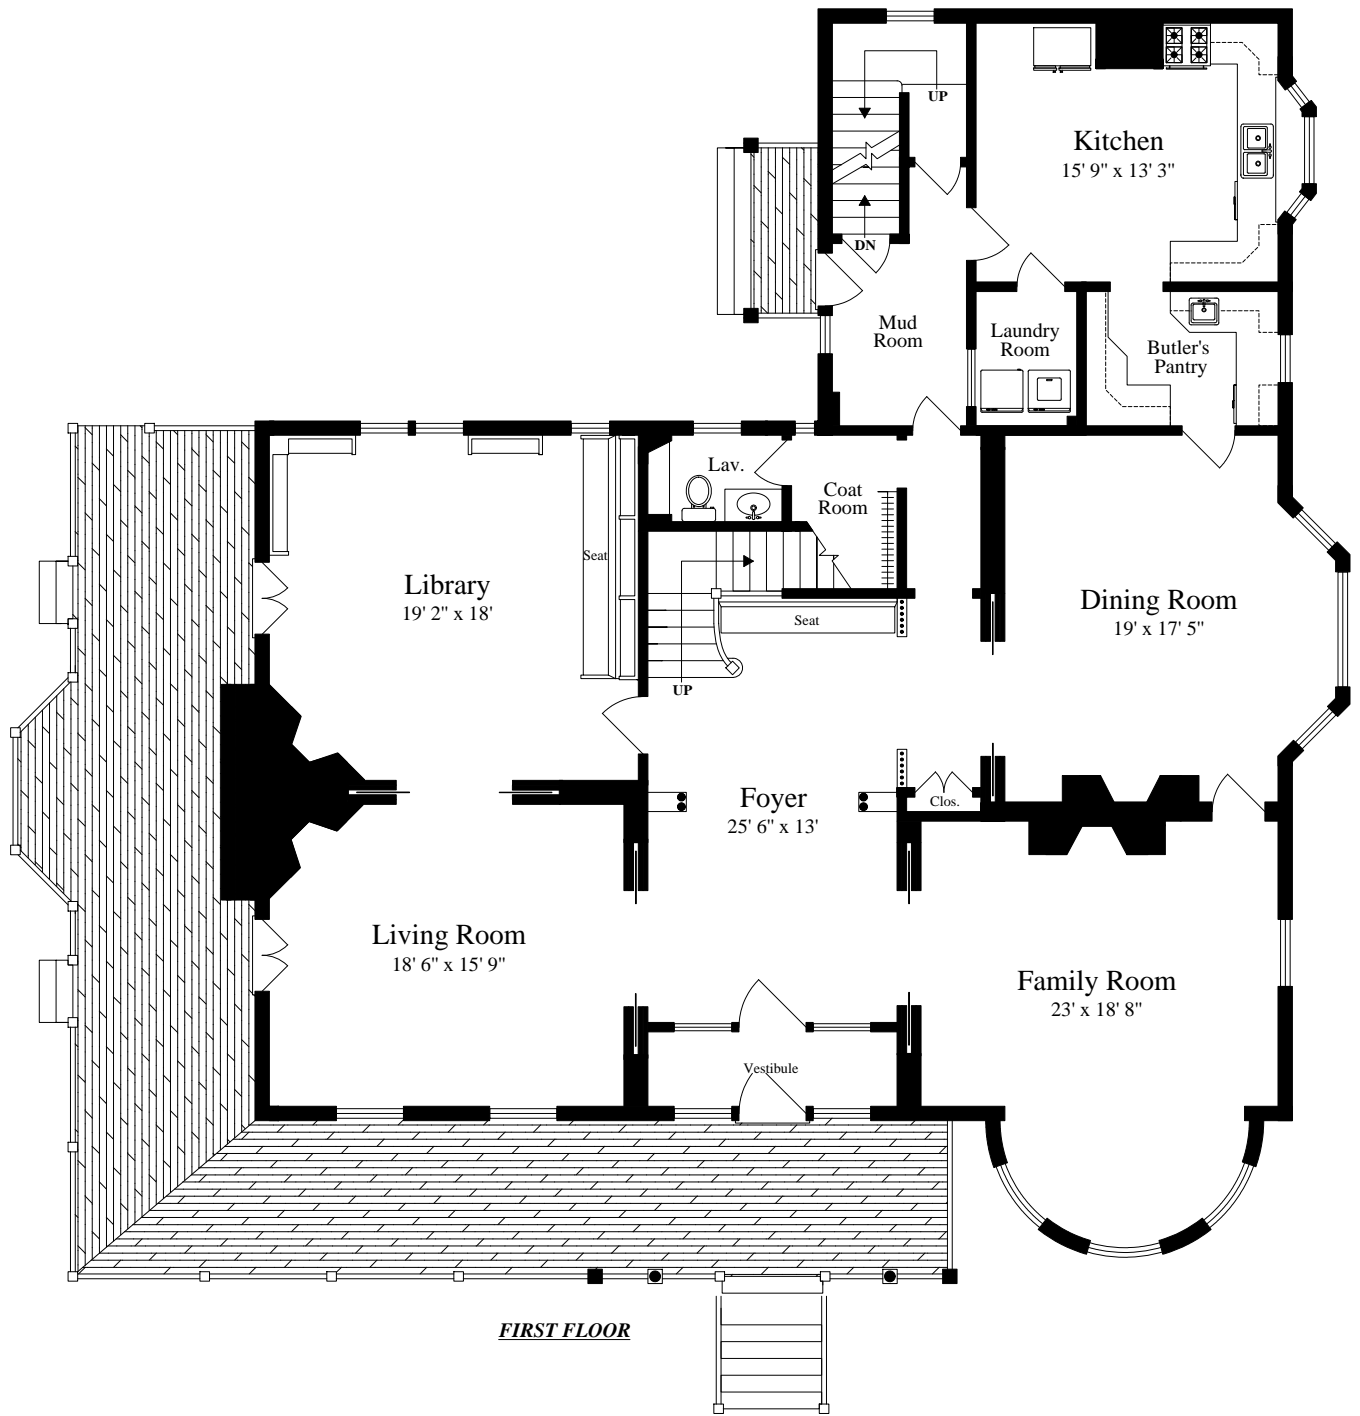 UP
Kitchen
15' 9" x 13' 3"
DN
Mud
Room
Laundry
Room
Butler's
Pantry
Lav.
Coat
Room
Seat
Library
19' 2" x 18'
Seat
UP
Dining Room
19' x 17' 5"
Foyer
25' 6" x 13'
Clos.
Living Room
18' 6" x 15' 9"
Family Room
23' x 18' 8"
Vestibule
FIRST FLOOR